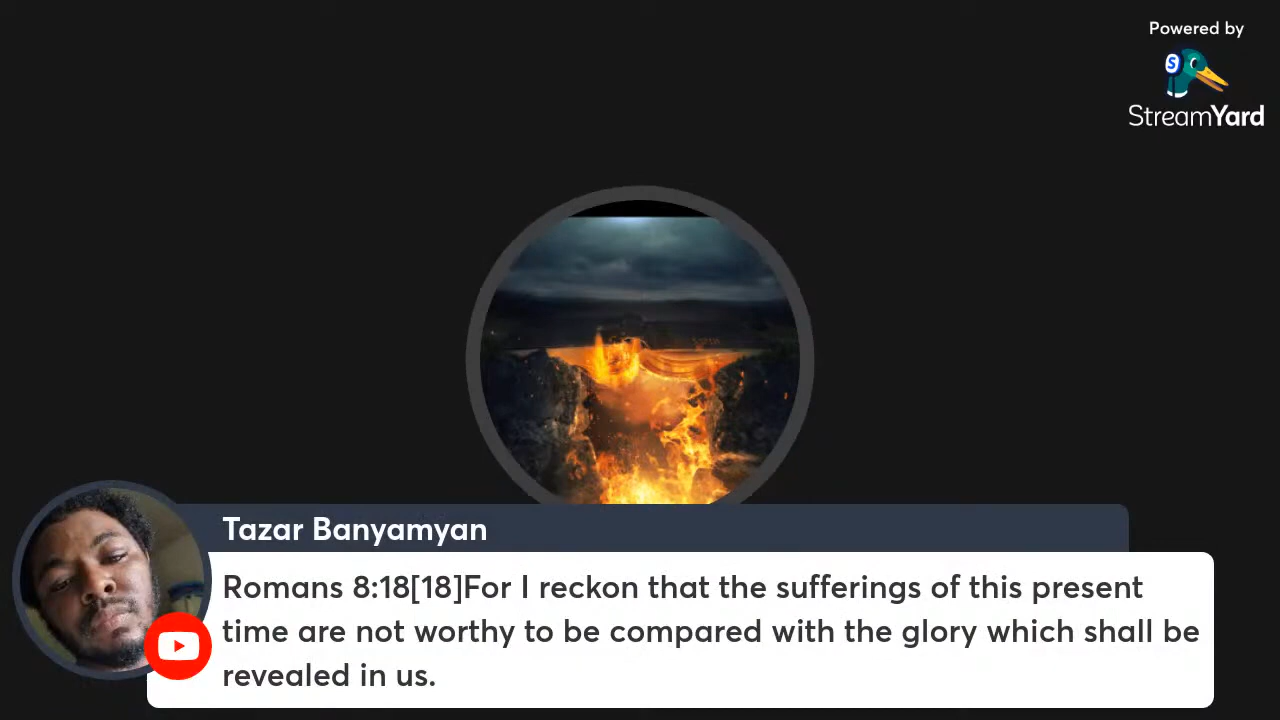 Powered by
S
StreamYard
Tazar Banyamyan
Romans 8:18[18]For I reckon that the sufferings of this present
time are not worthy to be compared with the glory which shall be
revealed in us.